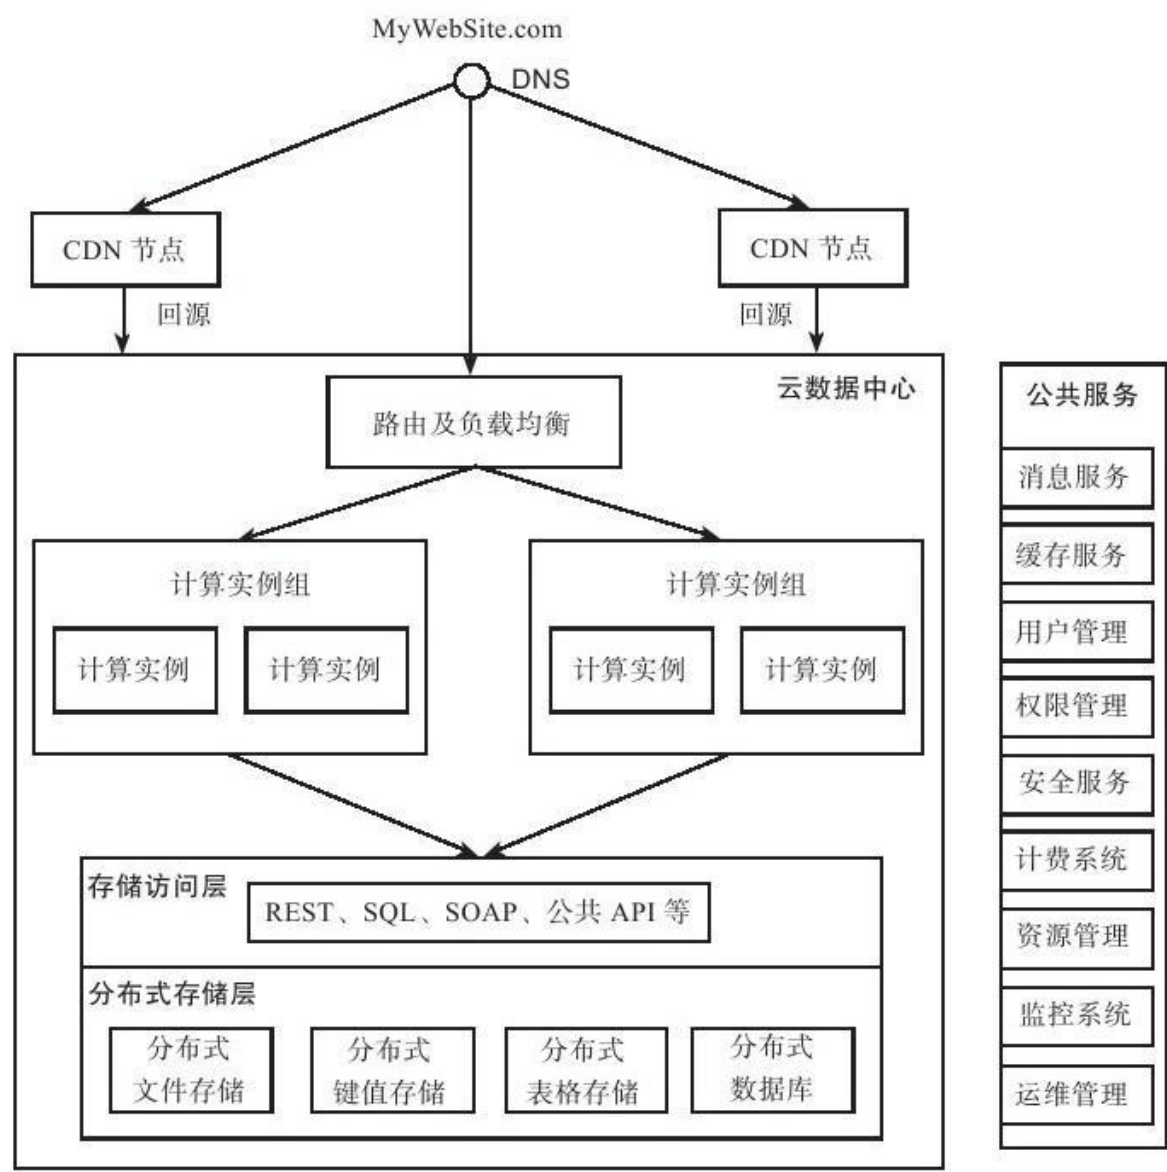 MyWebSite.com
DNS
CDN 节点
CDN 节点
回源
回源
云数据中心
路由及负载均衡
计算实例组
计算实例
计算实例
计算实例组
计算实例
计算实例
存储访问层
REST、SQL、SOAP、公共 API 等
分布式存储层
分布式
文件存储
分布式
键值存储
分布式
表格存储
分布式
数据库
公共服务
消息服务
缓存服务
用户管理
权限管理
安全服务
计费系统
资源管理
监控系统
运维管理